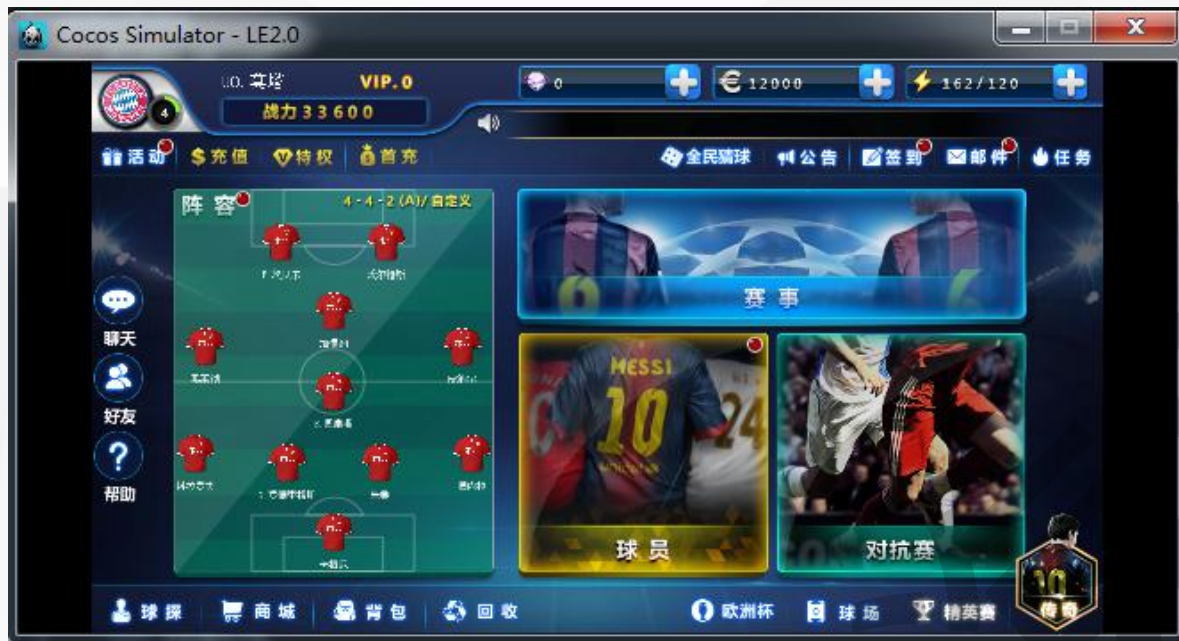 Cocos Simulator - LE2.0
VIP.0
0
12000
162/120
4
战力33600
活动
充值
特权
首充
全民猜球
公告
签到
邮件
任务
阵容
4-4-2(A)/自定义
赛事
聊天
好友
帮助
MESSI
10
24
球员
对抗赛
10
传奇
球探
商城
背包
回收
欧洲杯
球场
精英赛